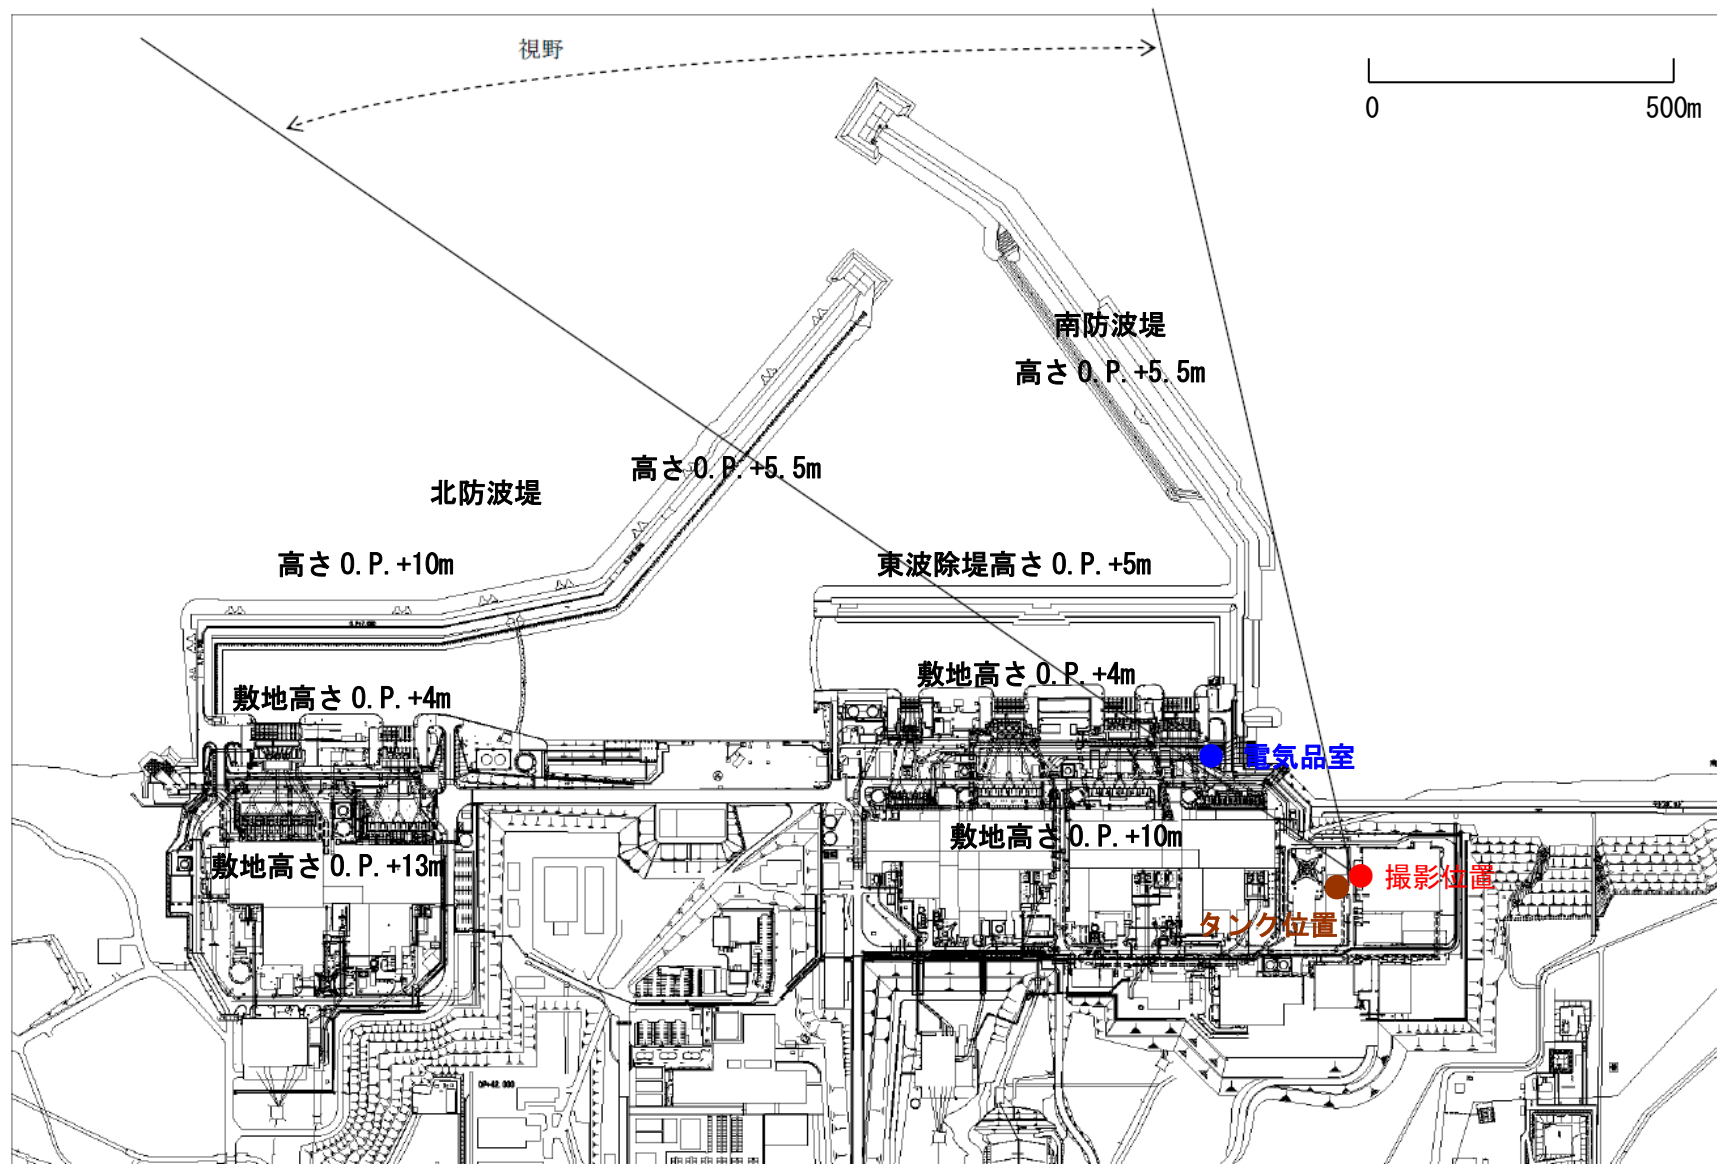 視野
0
500m
南防波堤
高さ O.P.+5.5m
高さ O.P.+5.5m
北防波堤
高さ O.P.+10m
東波除堤高さ O.P.+5m
敷地高さ O.P.+4m
敷地高さ O.P.+4m
電気品室
敷地高さ O.P.+10m
敷地高さ O.P.+13m
撮影位置
タンク位置